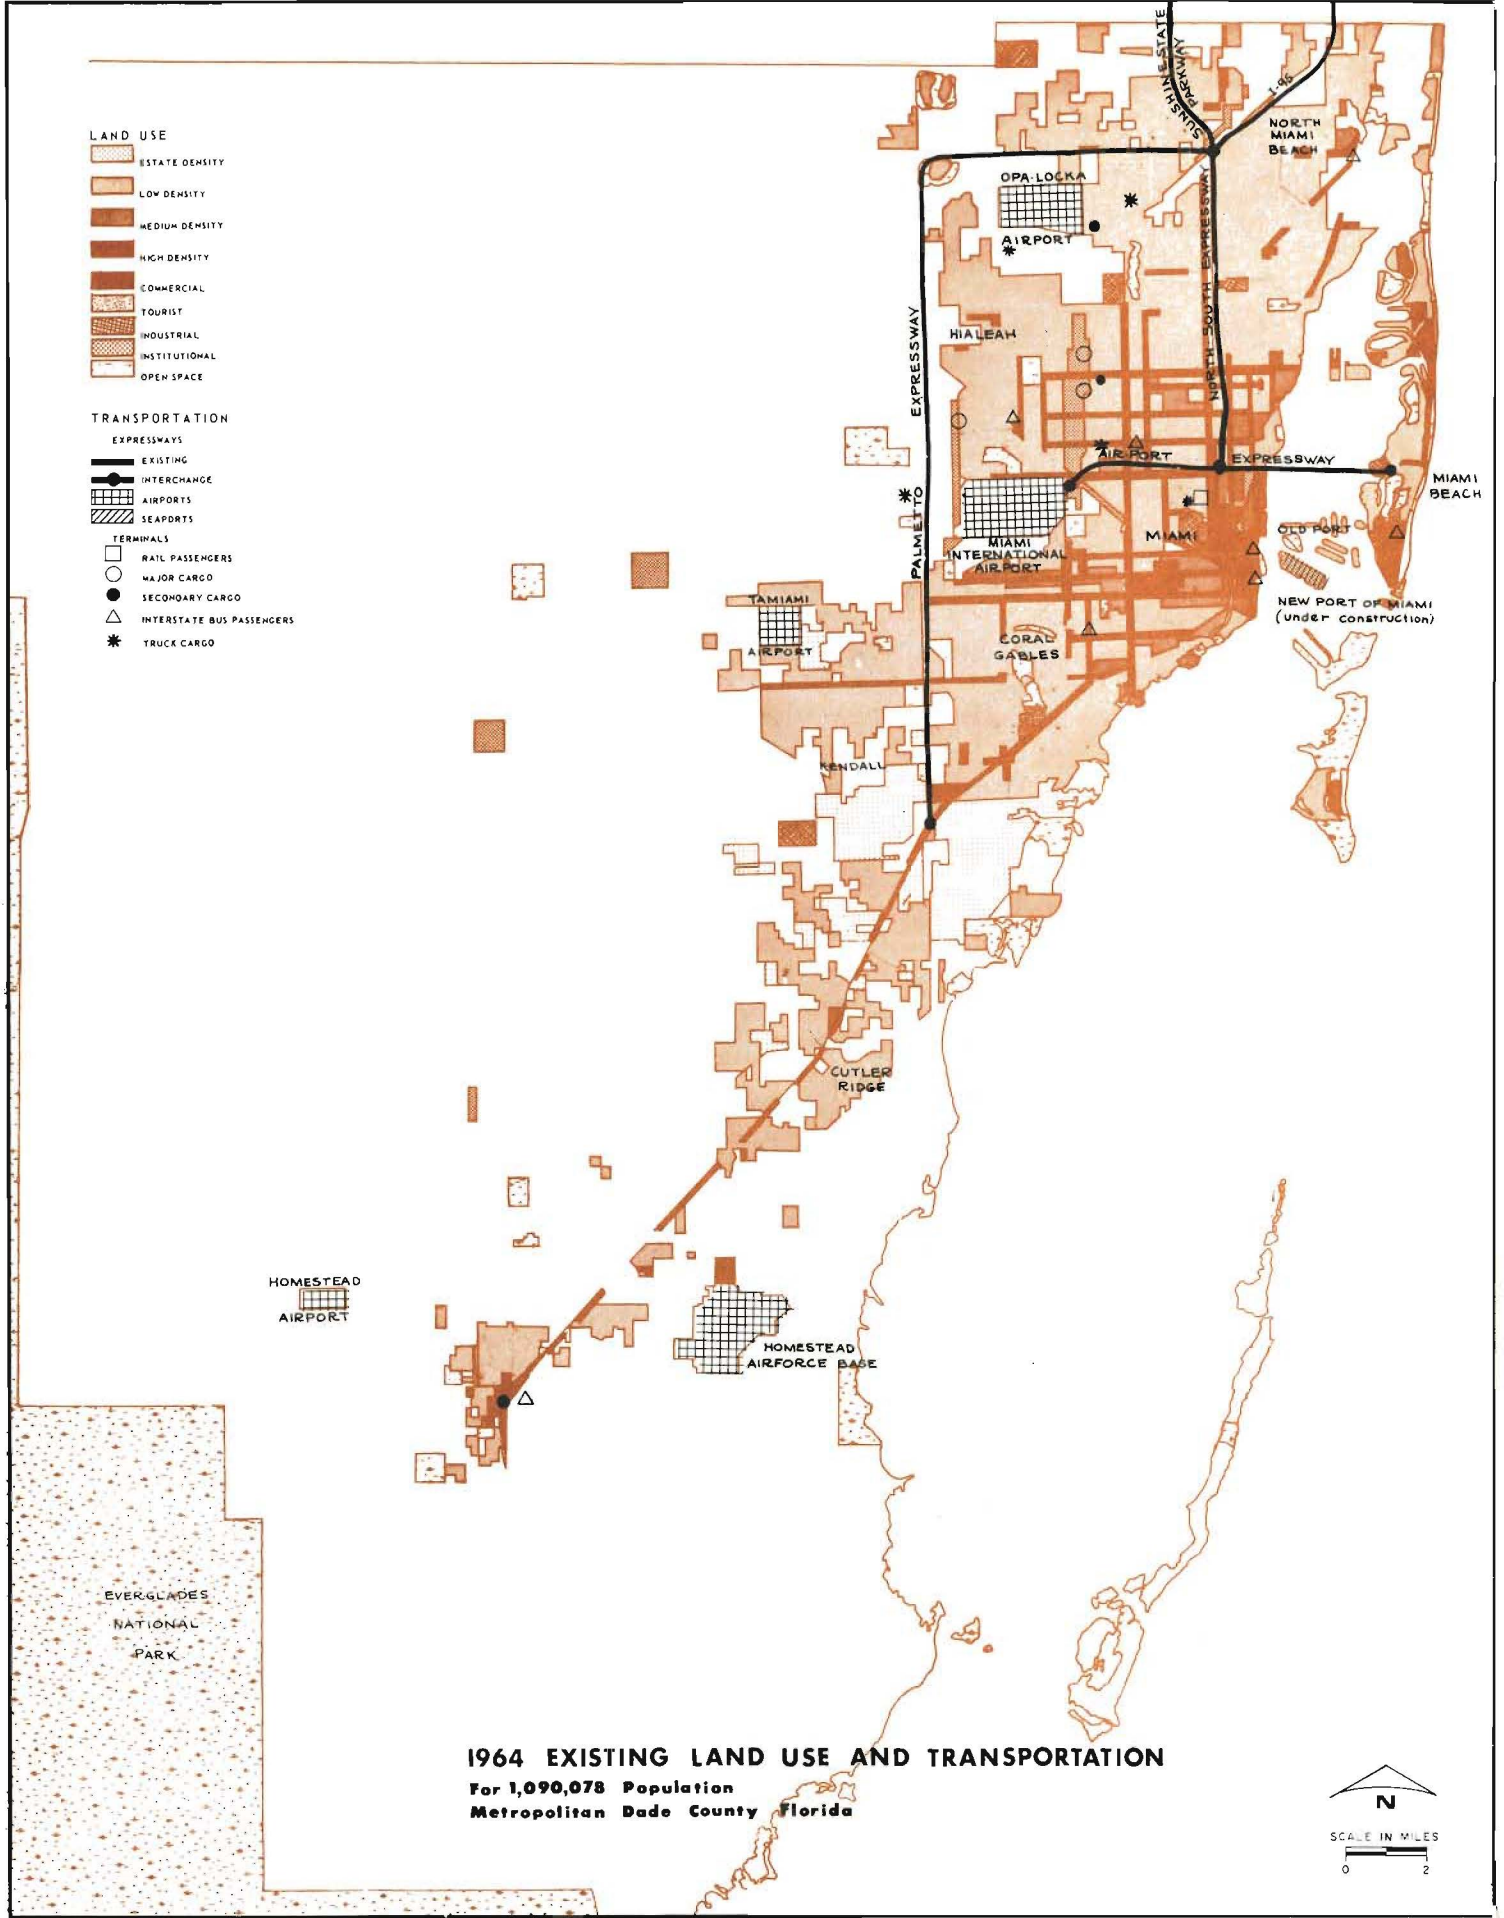 LAND USE
ESTATE DENSITY
LOW DENSITY
MEDIUM DENSITY
HIGH DENSITY
COMMERCIAL
TOURIST
INDUSTRIAL
INSTITUTIONAL
OPEN SPACE
TRANSPORTATION
EXPRESSWAYS
EXISTING
INTERCHANGE
AIRPORTS
SEAPORTS
TERMINALS
RAIL PASSENGERS
MAJOR CARGO
SECONDARY CARGO
INTERSTATE BUS PASSENGERS
TRUCK CARGO
SUNSHINE STATE
PARKWAY
I-95
NORTH
MIAMI
BEACH
OPA-LOCKA
AIRPORT
NORTH-SOUTH EXPRESSWAY
HIALEAH
PALMETTO EXPRESSWAY
AIRPORT EXPRESSWAY
MIAMI
BEACH
MIAMI
INTERNATIONAL
AIRPORT
MIAMI
OLD PORT
NEW PORT OF MIAMI
(under construction)
TAMIAMI
AIRPORT
CORAL
GABLES
KENDALL
CUTLER
RIDGE
HOMESTEAD
AIRPORT
HOMESTEAD
AIRFORCE BASE
EVERGLADES
NATIONAL
PARK
1964 EXISTING LAND USE AND TRANSPORTATION
For 1,090,078 Population
Metropolitan Dade County Florida
N
SCALE IN MILES
0 2